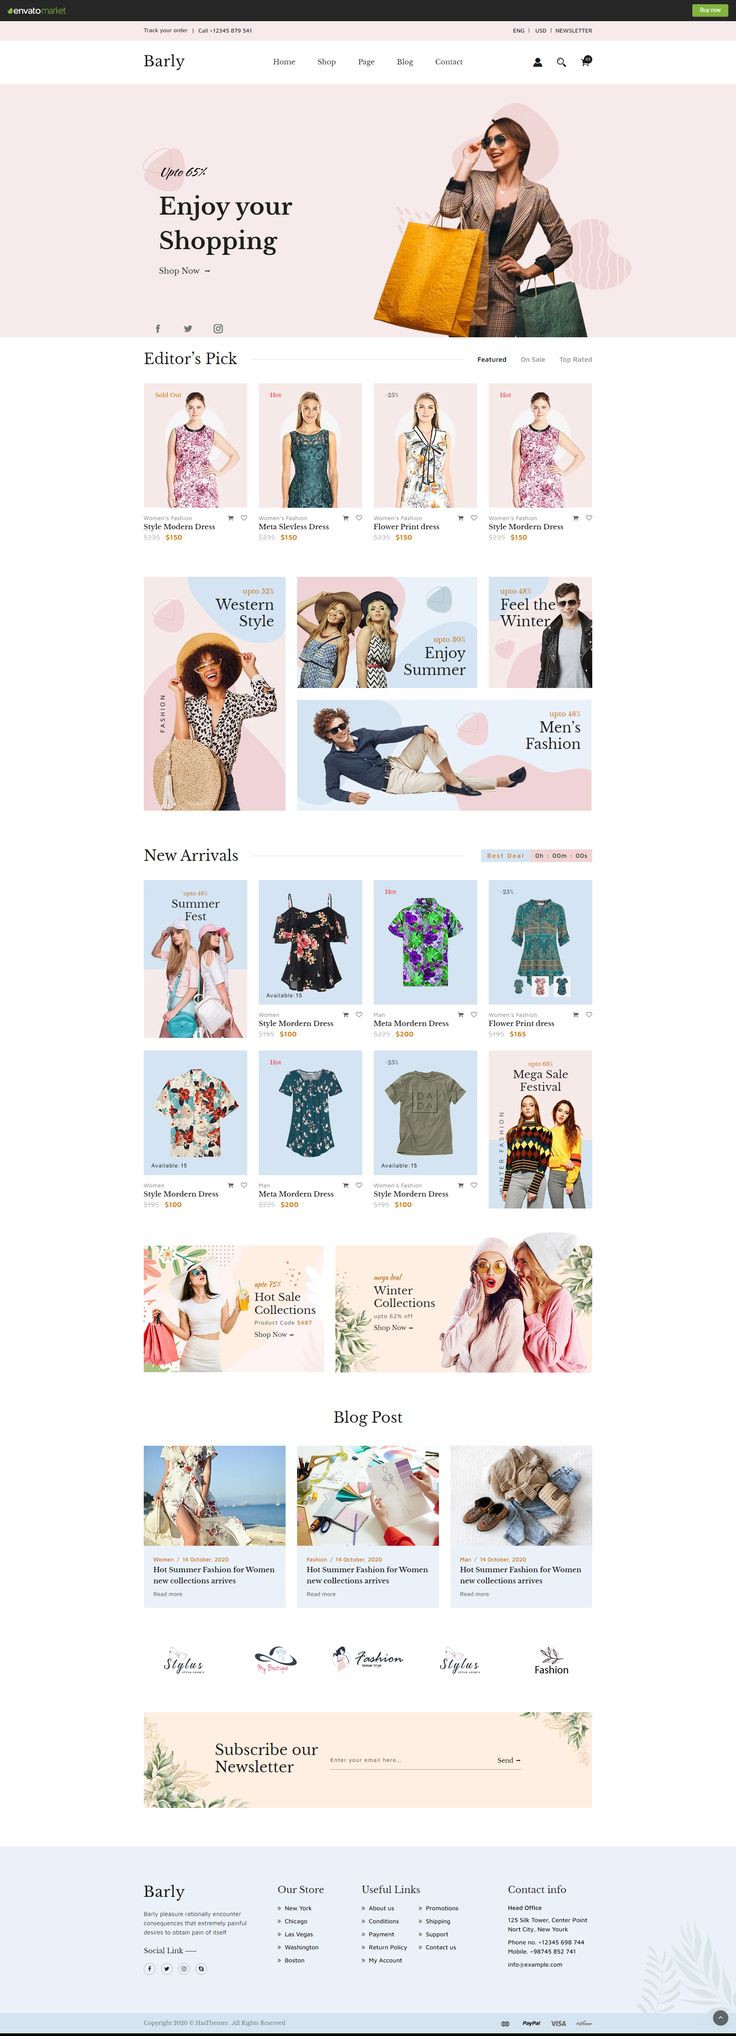 envatomarket
Buy now
Track your order | Call +12345 879 541
ENG | USD | NEWSLETTER
Barly
Home Shop Page Blog Contact
Upto 65%
Enjoy your
Shopping
Shop Now →
Editor's Pick
Featured On Sale Top Rated
Sold Out
Hot
-25%
Hot
Women's Fashion
Style Modern Dress
$235 $150
Women's Fashion
Meta Slevless Dress
$235 $150
Women's Fashion
Flower Print dress
$235 $150
Women's Fashion
Style Mordern Dress
$235 $150
upto 52%
Western
Style
FASHION
upto 30%
Enjoy
Summer
upto 48%
Feel the
Winter
upto 48%
Men's
Fashion
New Arrivals
Best Deal 0h : 00m : 00s
upto 48%
Summer
Fest
Available:15
Women
Style Mordern Dress
$195 $100
Hot
Man
Meta Mordern Dress
$225 $200
-25%
Women's Fashion
Flower Print dress
$195 $165
Available:15
Women
Style Mordern Dress
$195 $100
Hot
Man
Meta Mordern Dress
$225 $200
-25%
DA
DA
Available:15
Women's Fashion
Style Mordern Dress
$195 $100
upto 68%
Mega Sale
Festival
WINTER FASHION
upto 75%
Hot Sale
Collections
Product Code 5487
Shop Now →
mega deal
Winter
Collections
upto 62% off
Shop Now →
Blog Post
Women / 14 October, 2020
Hot Summer Fashion for Women
new collections arrives
Read more
Fashion / 14 October, 2020
Hot Summer Fashion for Women
new collections arrives
Read more
Man / 14 October, 2020
Hot Summer Fashion for Women
new collections arrives
Read more
Stylus
My Boutique
Fashion
Stylus
Fashion
Subscribe our
Newsletter
Enter your email here...
Send →
Barly
Barly pleasure rationally encounter
consequences that extremely painful
desires to obtain pain of itself
Social Link
Our Store
» New York
» Chicago
» Las Vegas
» Washington
» Boston
Useful Links
» About us
» Conditions
» Payment
» Return Policy
» My Account
» Promotions
» Shipping
» Support
» Contact us
Contact info
Head Office
125 Silk Tower, Center Point
Nort City, New Yourk
Phone no. +12345 698 744
Mobile. +98745 852 741
info@example.com
Copyright 2020 © HasThemes . All Rights Reserved
PayPal VISA